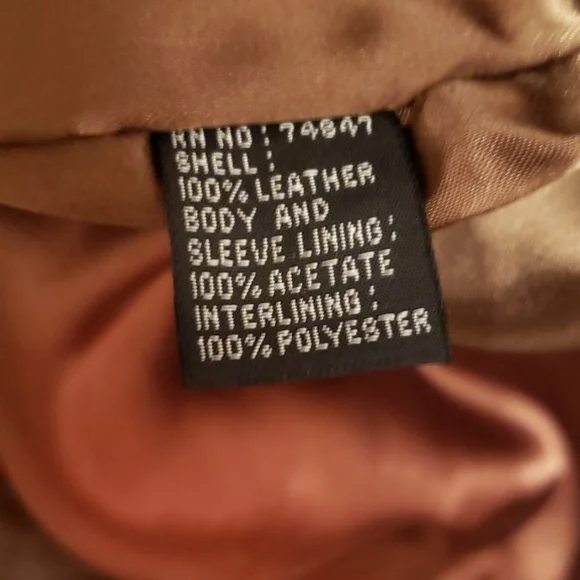 RN NO: 74847
SHELL:
100% LEATHER
BODY AND
SLEEVE LINING:
100% ACETATE
INTERLINING:
100% POLYESTER